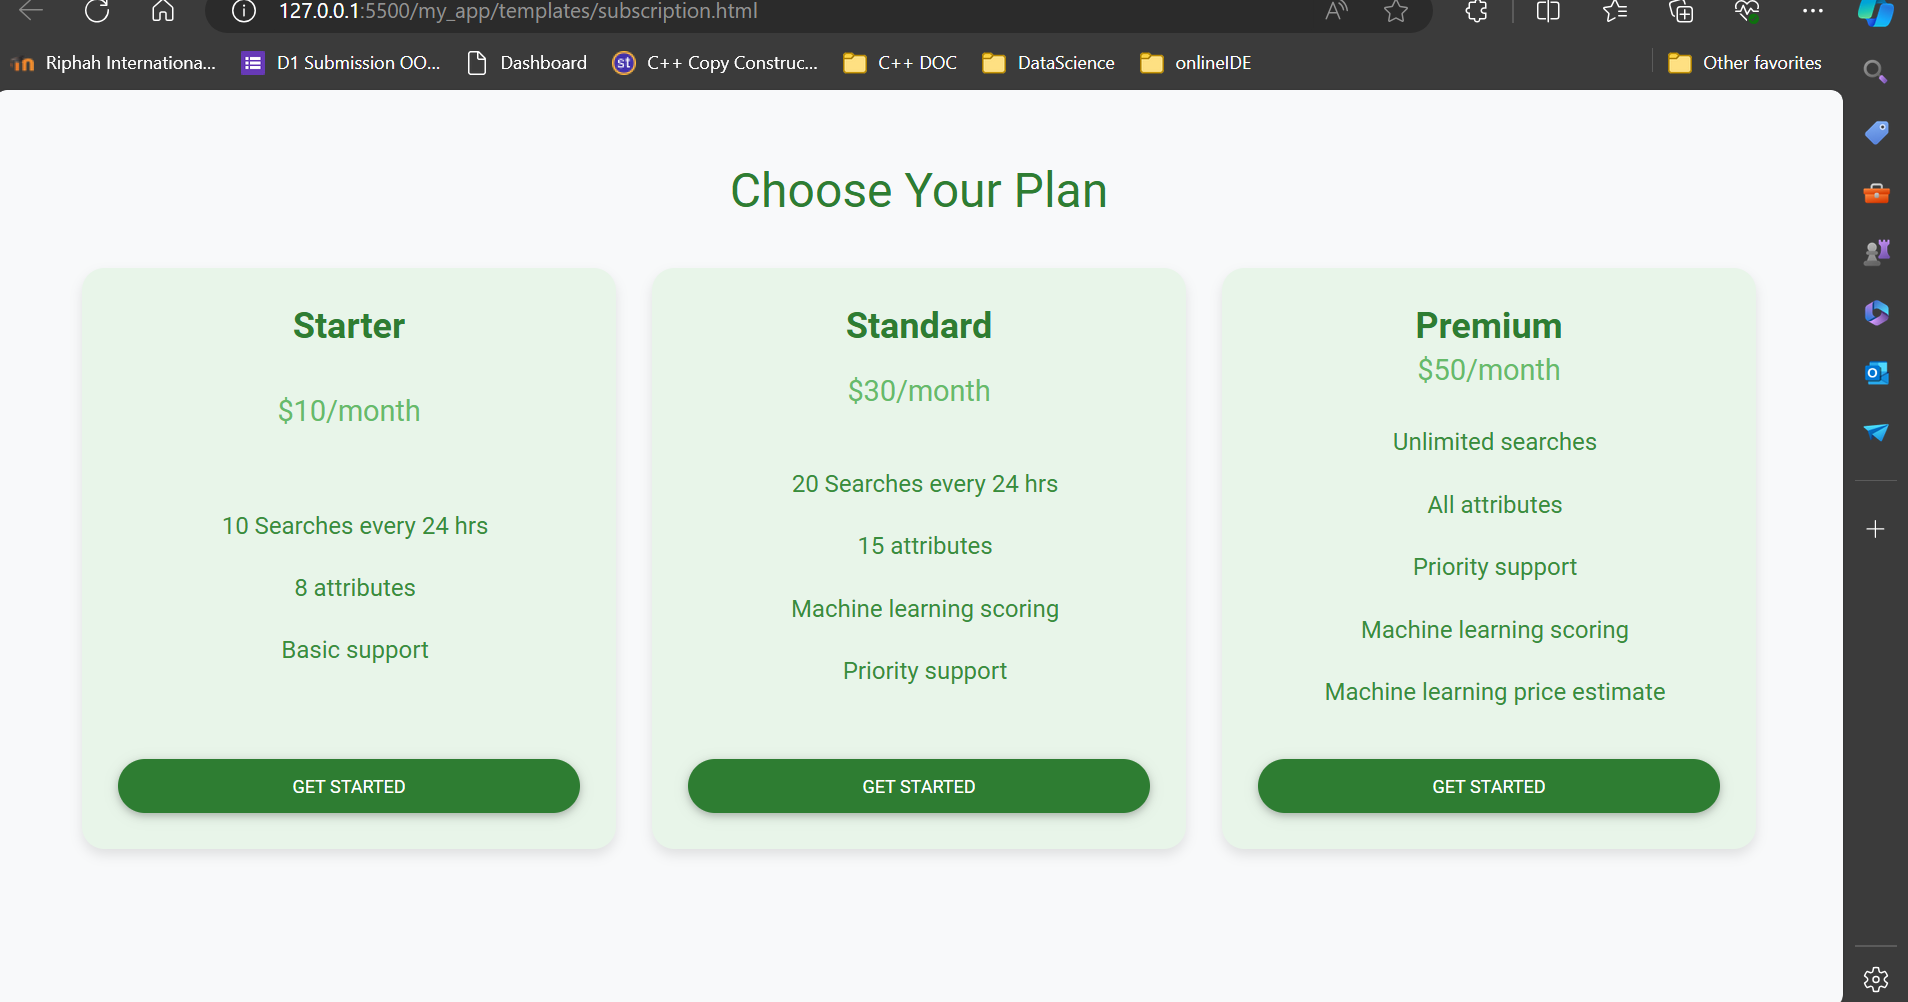 127.0.0.1:5500/my_app/templates/subscription.html
Riphah Internationa...
D1 Submission OO...
Dashboard
st
C++ Copy Construc...
C++ DOC
DataScience
onlineIDE
Other favorites
Choose Your Plan
Starter
$10/month
10 Searches every 24 hrs
8 attributes
Basic support
GET STARTED
Standard
$30/month
20 Searches every 24 hrs
15 attributes
Machine learning scoring
Priority support
GET STARTED
Premium
$50/month
Unlimited searches
All attributes
Priority support
Machine learning scoring
Machine learning price estimate
GET STARTED